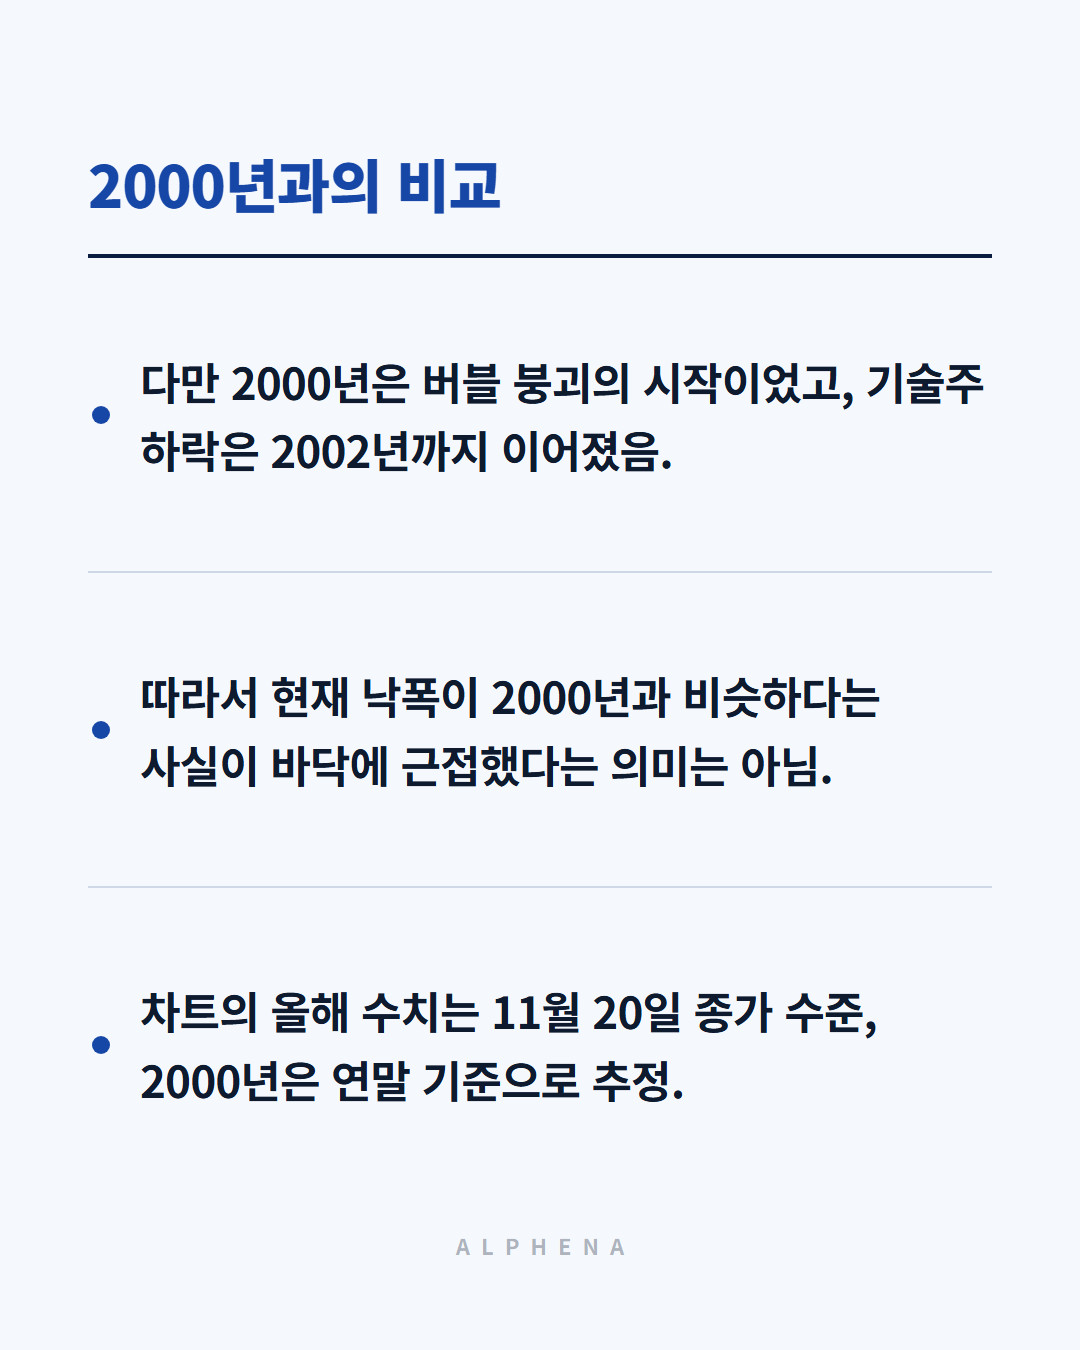 2000년과의 비교
다만 2000년은 버블 붕괴의 시작이었고, 기술주
하락은 2002년까지 이어졌음.
따라서 현재 낙폭이 2000년과 비슷하다는
사실이 바닥에 근접했다는 의미는 아님.
차트의 올해 수치는 11월 20일 종가 수준,
2000년은 연말 기준으로 추정.
ALPHENA